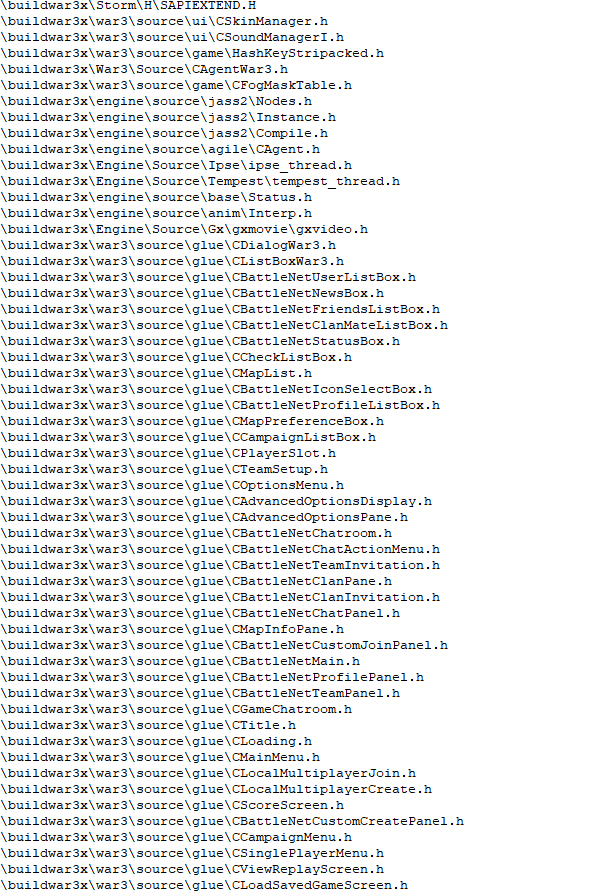 \buildwar3x\Storm\H\SAPIEXTEND.H
\buildwar3x\war3\source\ui\CSkinManager.h
\buildwar3x\war3\source\ui\CSoundManagerI.h
\buildwar3x\war3\source\game\HashKeyStripacked.h
\buildwar3x\War3\Source\CAgentWar3.h
\buildwar3x\war3\source\game\CFogMaskTable.h
\buildwar3x\engine\source\jass2\Nodes.h
\buildwar3x\engine\source\jass2\Instance.h
\buildwar3x\engine\source\jass2\Compile.h
\buildwar3x\engine\source\agile\CAgent.h
\buildwar3x\Engine\Source\Ipse\ipse_thread.h
\buildwar3x\Engine\Source\Tempest\tempest_thread.h
\buildwar3x\engine\source\base\Status.h
\buildwar3x\engine\source\anim\Interp.h
\buildwar3x\Engine\Source\Gx\gxmovie\gxvideo.h
\buildwar3x\war3\source\glue\CDialogWar3.h
\buildwar3x\war3\source\glue\CListBoxWar3.h
\buildwar3x\war3\source\glue\CBattleNetUserListBox.h
\buildwar3x\war3\source\glue\CBattleNetNewsBox.h
\buildwar3x\war3\source\glue\CBattleNetFriendsListBox.h
\buildwar3x\war3\source\glue\CBattleNetClanMateListBox.h
\buildwar3x\war3\source\glue\CBattleNetStatusBox.h
\buildwar3x\war3\source\glue\CCheckListBox.h
\buildwar3x\war3\source\glue\CMapList.h
\buildwar3x\war3\source\glue\CBattleNetIconSelectBox.h
\buildwar3x\war3\source\glue\CBattleNetProfileListBox.h
\buildwar3x\war3\source\glue\CMapPreferenceBox.h
\buildwar3x\war3\source\glue\CCampaignListBox.h
\buildwar3x\war3\source\glue\CPlayerSlot.h
\buildwar3x\war3\source\glue\CTeamSetup.h
\buildwar3x\war3\source\glue\COptionsMenu.h
\buildwar3x\war3\source\glue\CAdvancedOptionsDisplay.h
\buildwar3x\war3\source\glue\CAdvancedOptionsPane.h
\buildwar3x\war3\source\glue\CBattleNetChatroom.h
\buildwar3x\war3\source\glue\CBattleNetChatActionMenu.h
\buildwar3x\war3\source\glue\CBattleNetTeamInvitation.h
\buildwar3x\war3\source\glue\CBattleNetClanPane.h
\buildwar3x\war3\source\glue\CBattleNetClanInvitation.h
\buildwar3x\war3\source\glue\CBattleNetChatPanel.h
\buildwar3x\war3\source\glue\CMapInfoPane.h
\buildwar3x\war3\source\glue\CBattleNetCustomJoinPanel.h
\buildwar3x\war3\source\glue\CBattleNetMain.h
\buildwar3x\war3\source\glue\CBattleNetProfilePanel.h
\buildwar3x\war3\source\glue\CBattleNetTeamPanel.h
\buildwar3x\war3\source\glue\CGameChatroom.h
\buildwar3x\war3\source\glue\CTitle.h
\buildwar3x\war3\source\glue\CLoading.h
\buildwar3x\war3\source\glue\CMainMenu.h
\buildwar3x\war3\source\glue\CLocalMultiplayerJoin.h
\buildwar3x\war3\source\glue\CLocalMultiplayerCreate.h
\buildwar3x\war3\source\glue\CScoreScreen.h
\buildwar3x\war3\source\glue\CBattleNetCustomCreatePanel.h
\buildwar3x\war3\source\glue\CCampaignMenu.h
\buildwar3x\war3\source\glue\CSinglePlayerMenu.h
\buildwar3x\war3\source\glue\CViewReplayScreen.h
\buildwar3x\war3\source\glue\CLoadSavedGameScreen.h